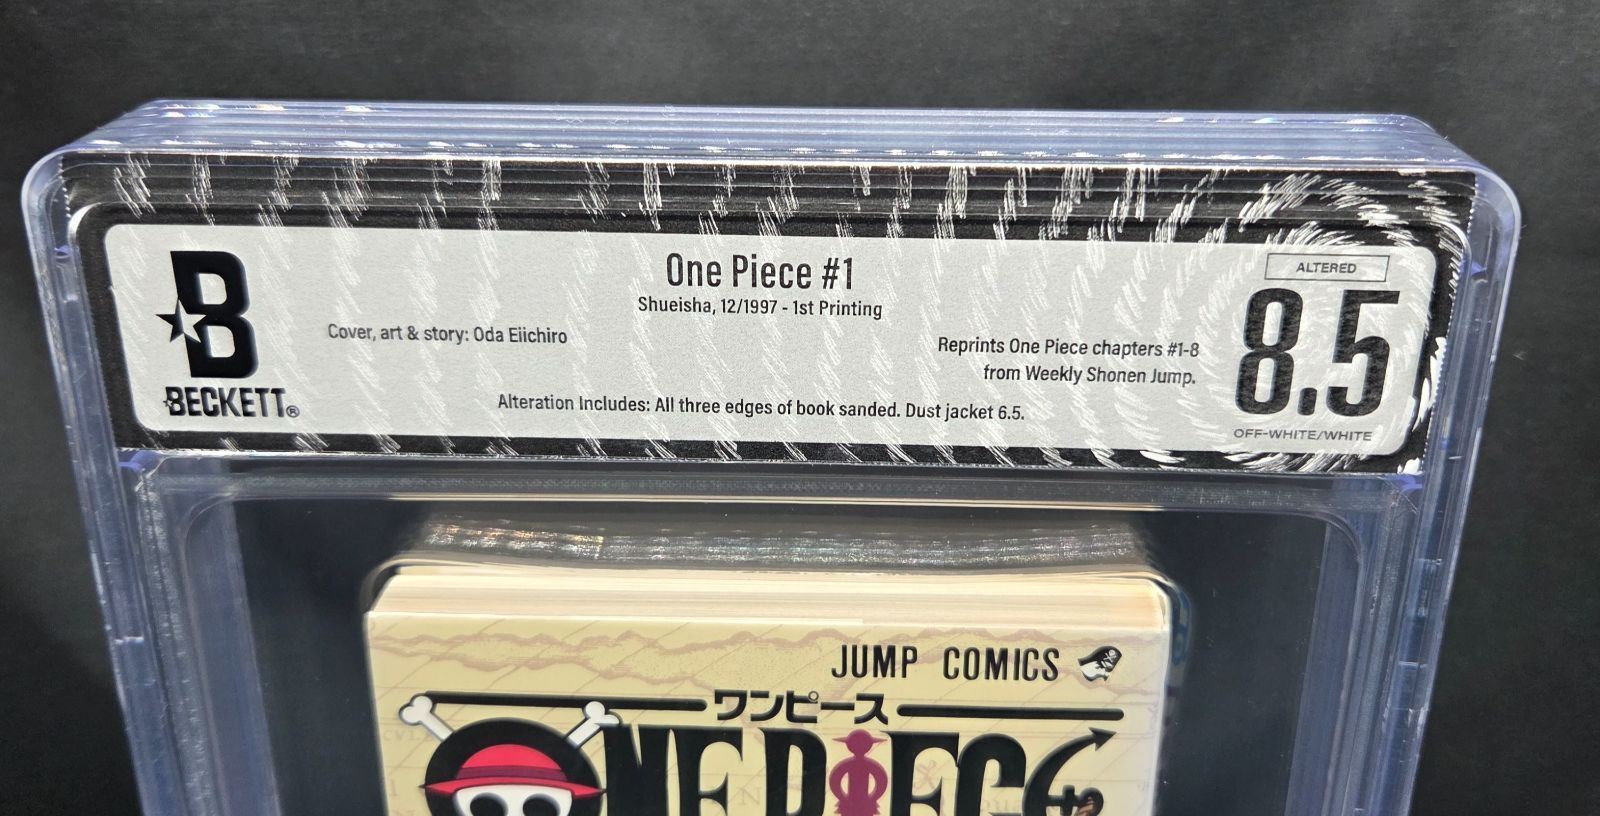 One Piece #1
Shueisha, 12/1997 - 1st Printing
Cover, art & story: Oda Eiichiro
Reprints One Piece chapters #1-8
from Weekly Shonen Jump.
Alteration Includes: All three edges of book sanded. Dust jacket 6.5.
B
BECKETT®
ALTERED
8.5
OFF-WHITE/WHITE
JUMP COMICS
ワンピース
ONE PIECE